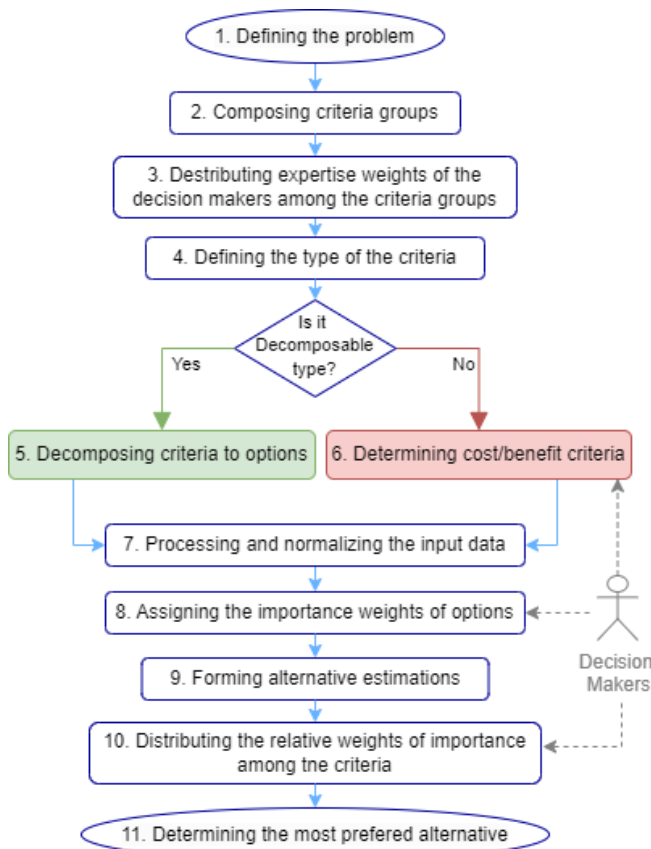 1. Defining the problem
2. Composing criteria groups
3. Destributing expertise weights of the
decision makers among the criteria groups
4. Defining the type of the criteria
Is it
Decomposable
type?
Yes
No
5. Decomposing criteria to options
6. Determining cost/benefit criteria
7. Processing and normalizing the input data
8. Assigning the importance weights of options
Decision
Makers
9. Forming alternative estimations
10. Distributing the relative weights of importance
among tne criteria
11. Determining the most prefered alternative